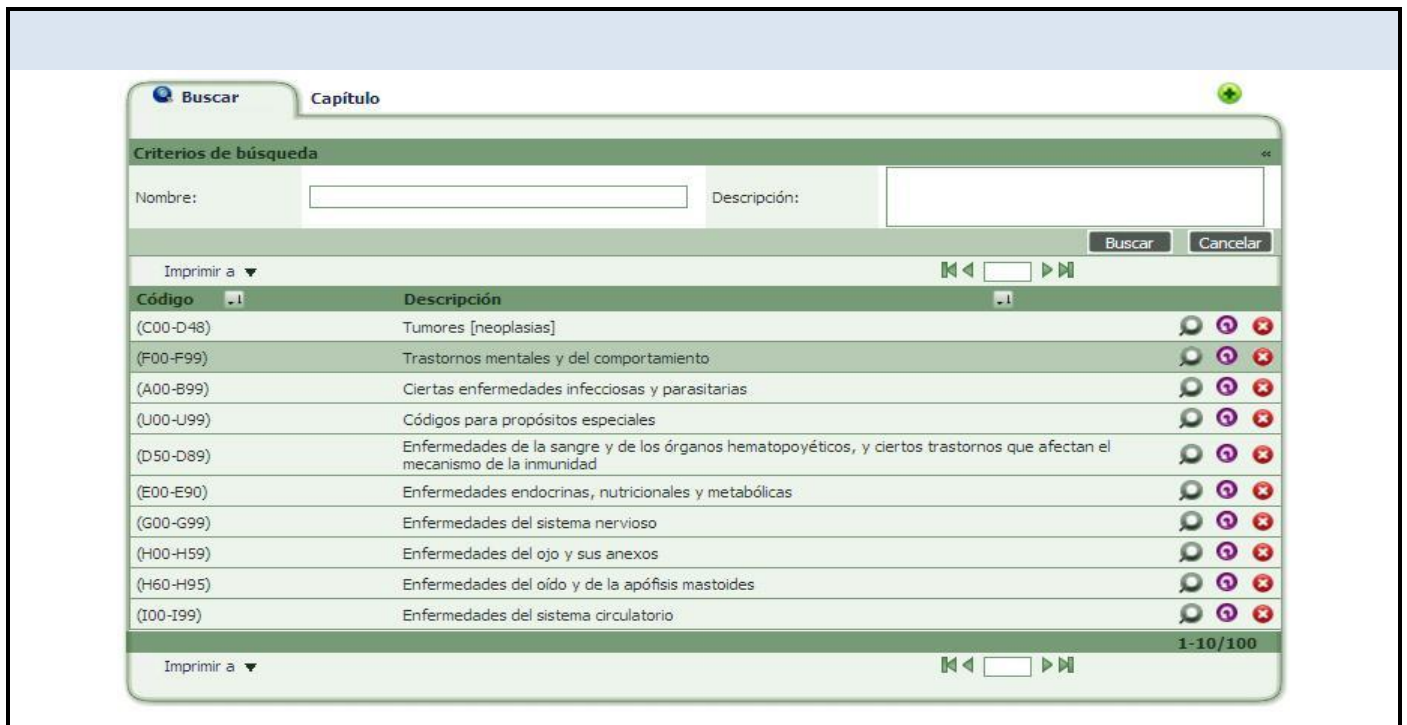 Buscar Capítulo
Criterios de búsqueda «
Nombre: Descripción:
Buscar Cancelar
Imprimir a
Código Descripción
(C00-D48) Tumores [neoplasias]
(F00-F99) Trastornos mentales y del comportamiento
(A00-B99) Ciertas enfermedades infecciosas y parasitarias
(U00-U99) Códigos para propósitos especiales
(D50-D89) Enfermedades de la sangre y de los órganos hematopoyéticos, y ciertos trastornos que afectan el
mecanismo de la inmunidad
(E00-E90) Enfermedades endocrinas, nutricionales y metabólicas
(G00-G99) Enfermedades del sistema nervioso
(H00-H59) Enfermedades del ojo y sus anexos
(H60-H95) Enfermedades del oído y de la apófisis mastoides
(I00-I99) Enfermedades del sistema circulatorio
1-10/100
Imprimir a